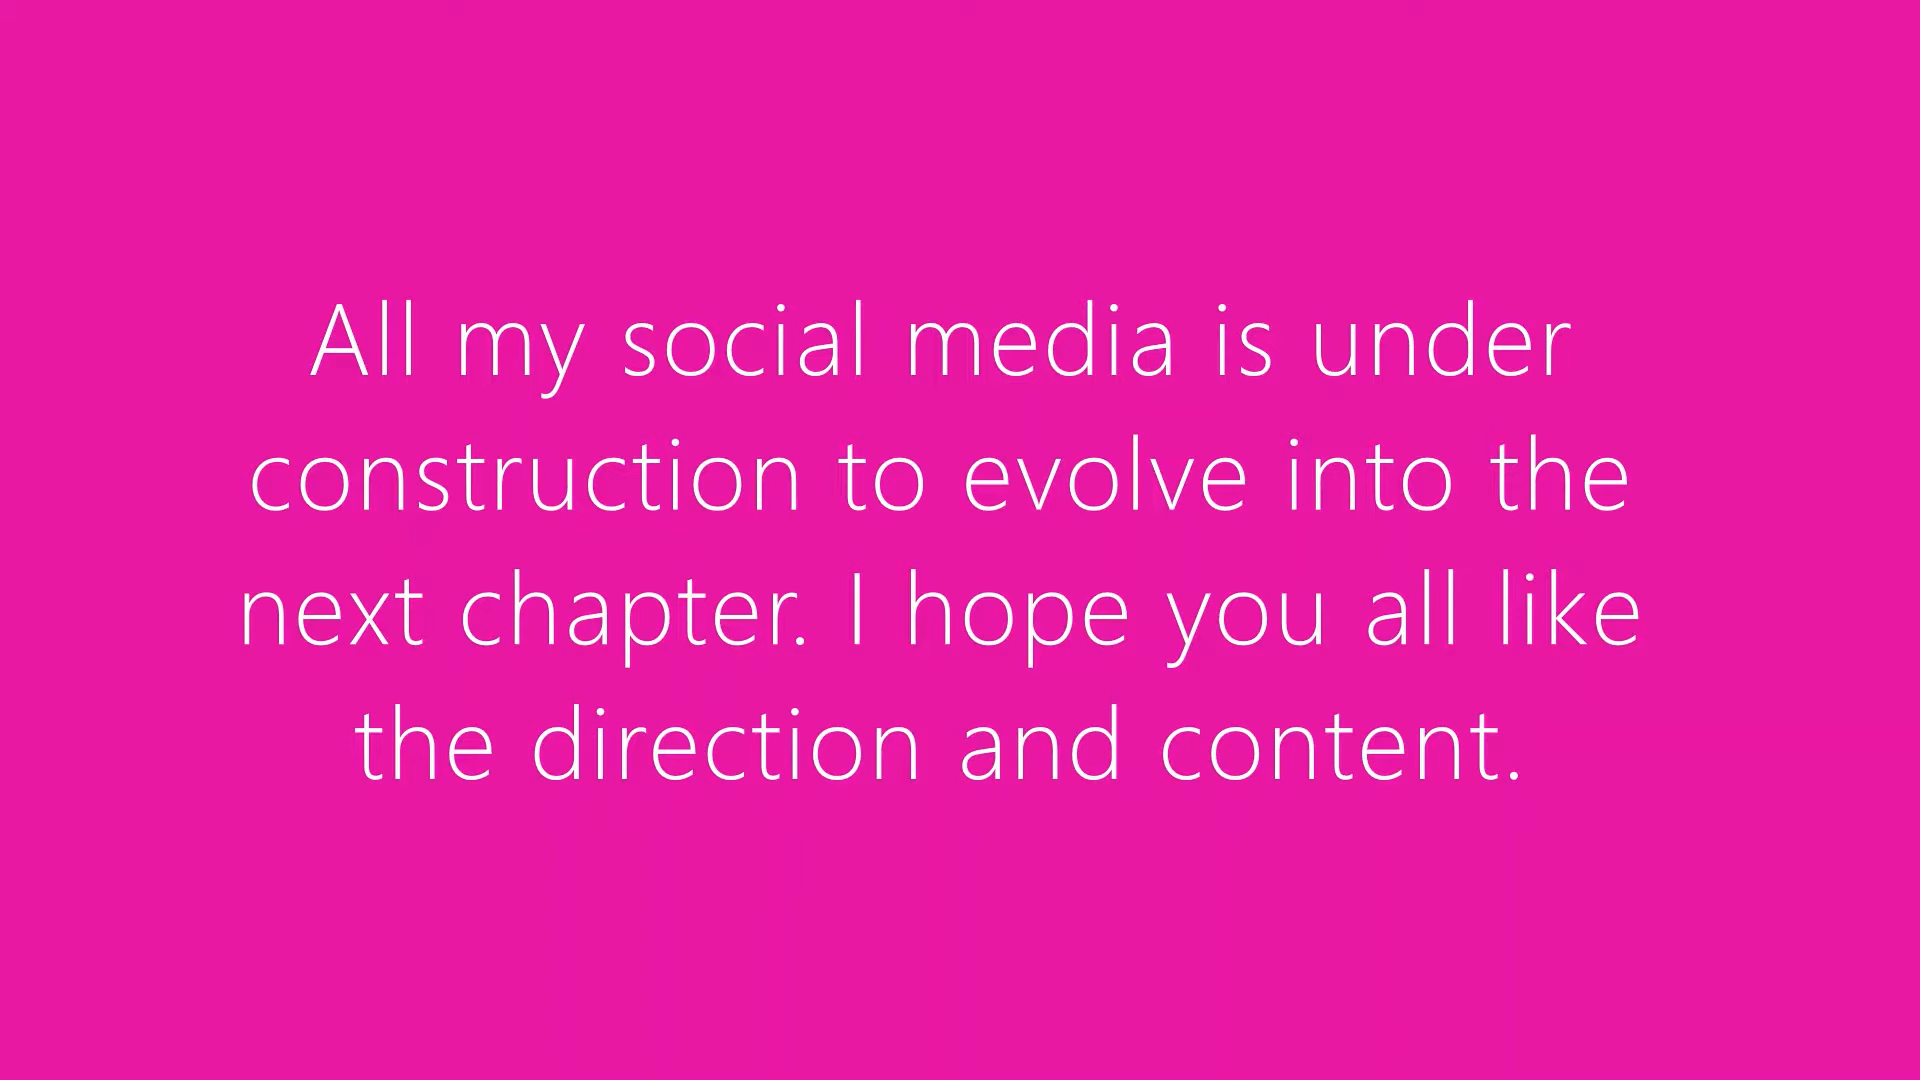 All my social media is under
construction to evolve into the
next chapter. I hope you all like
the direction and content.